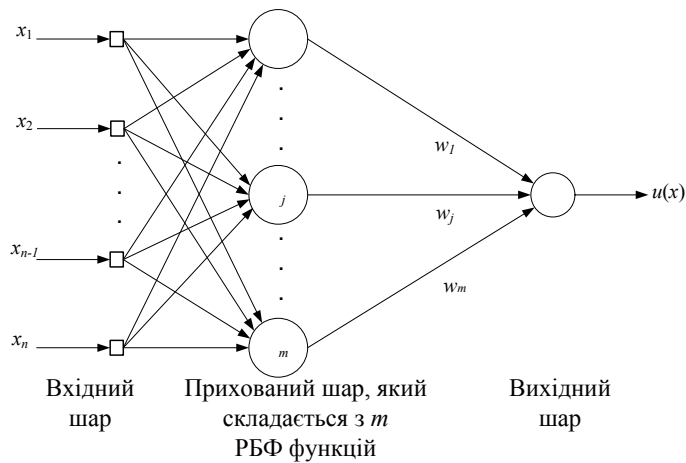 x1
x2
xn-1
xn
j
m
w1
wj
wm
u(x)
Вхідний
шар
Прихований шар, який
складається з m
РБФ функцій
Вихідний
шар